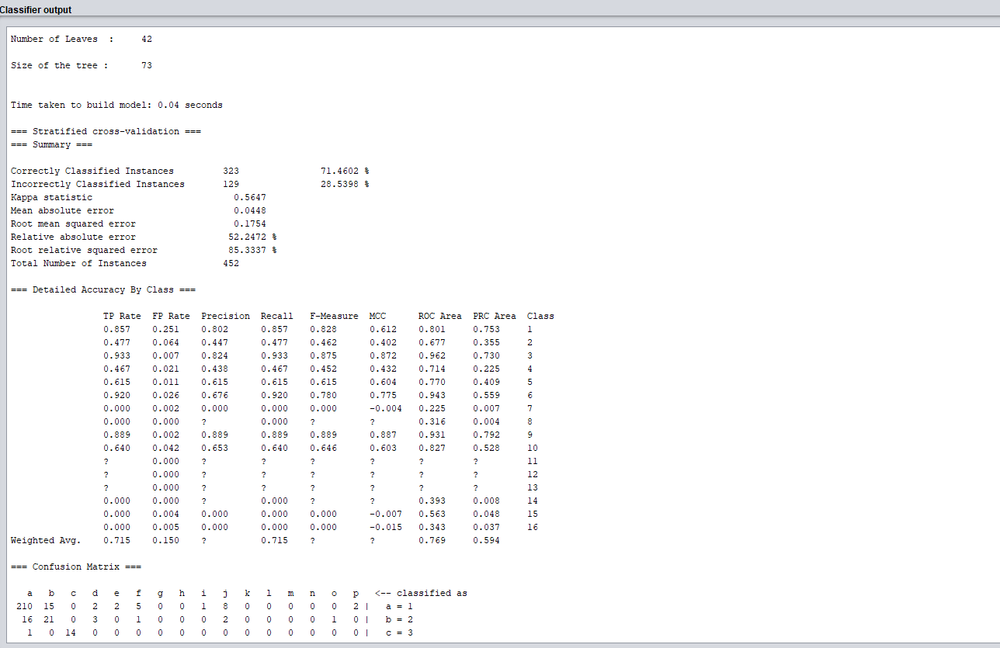 Classifier output
Number of Leaves  :     42
Size of the tree :      73
Time taken to build model: 0.04 seconds
=== Stratified cross-validation ===
=== Summary ===
Correctly Classified Instances         323               71.4602 %
Incorrectly Classified Instances       129               28.5398 %
Kappa statistic                          0.5647
Mean absolute error                      0.0448
Root mean squared error                  0.1754
Relative absolute error                 52.2472 %
Root relative squared error             85.3337 %
Total Number of Instances              452
=== Detailed Accuracy By Class ===
                 TP Rate  FP Rate  Precision  Recall   F-Measure  MCC      ROC Area  PRC Area  Class
                 0.857    0.251    0.802      0.857    0.828      0.612    0.801     0.753     1
                 0.477    0.064    0.447      0.477    0.462      0.402    0.677     0.355     2
                 0.933    0.007    0.824      0.933    0.875      0.872    0.962     0.730     3
                 0.467    0.021    0.438      0.467    0.452      0.432    0.714     0.225     4
                 0.615    0.011    0.615      0.615    0.615      0.604    0.770     0.409     5
                 0.920    0.026    0.676      0.920    0.780      0.775    0.943     0.559     6
                 0.000    0.002    0.000      0.000    0.000      -0.004   0.225     0.007     7
                 0.000    0.000    ?          0.000    ?          ?        0.316     0.004     8
                 0.889    0.002    0.889      0.889    0.889      0.887    0.931     0.792     9
                 0.640    0.042    0.653      0.640    0.646      0.603    0.827     0.528     10
                 ?        0.000    ?          ?        ?          ?        ?         ?         11
                 ?        0.000    ?          ?        ?          ?        ?         ?         12
                 ?        0.000    ?          ?        ?          ?        ?         ?         13
                 0.000    0.000    ?          0.000    ?          ?        0.393     0.008     14
                 0.000    0.004    0.000      0.000    0.000      -0.007   0.563     0.048     15
                 0.000    0.005    0.000      0.000    0.000      -0.015   0.343     0.037     16
Weighted Avg.    0.715    0.150    ?          0.715    ?          ?        0.769     0.594
=== Confusion Matrix ===
   a   b   c   d   e   f   g   h   i   j   k   l   m   n   o   p   <-- classified as
 210  15   0   2   2   5   0   0   1   8   0   0   0   0   0   2 |   a = 1
  16  21   0   3   0   1   0   0   0   2   0   0   0   0   1   0 |   b = 2
   1   0  14   0   0   0   0   0   0   0   0   0   0   0   0   0 |   c = 3